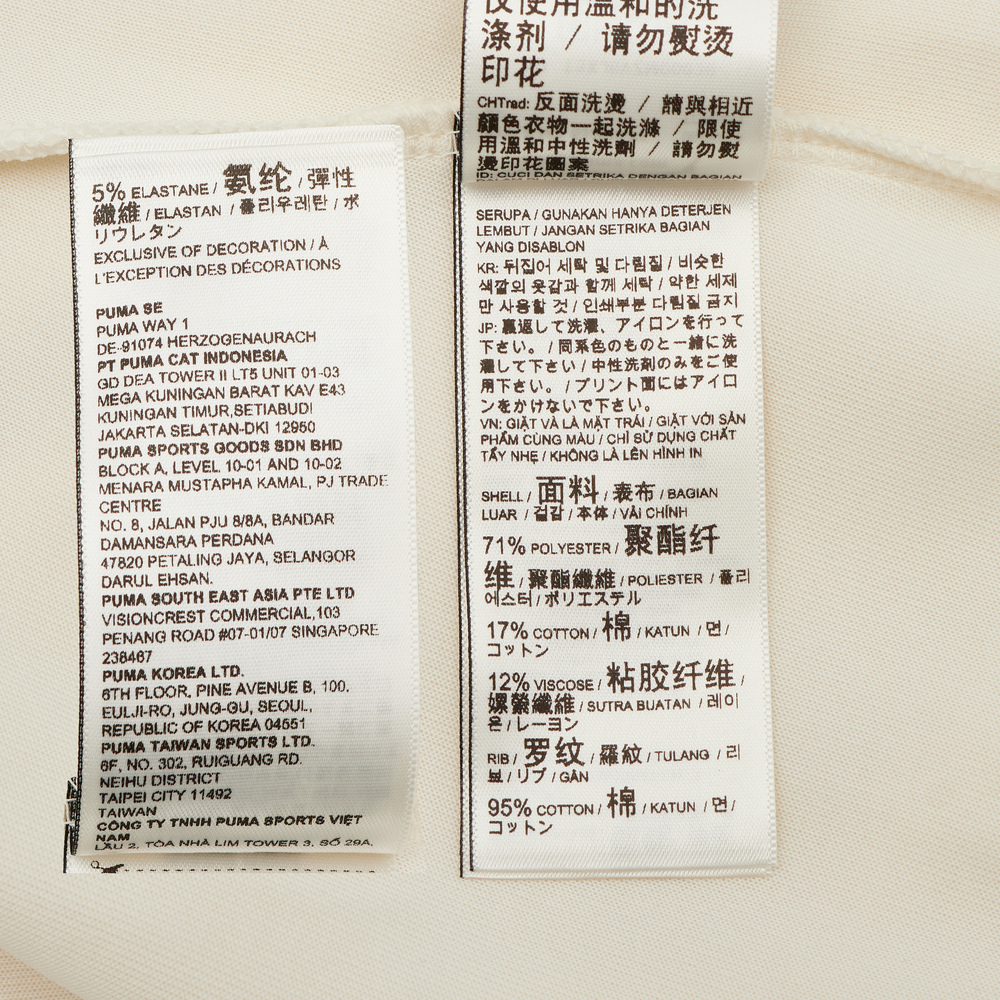 5% ELASTANE / 氨纶 / 彈性
纖維 / ELASTAN / 폴리우레탄 / ポ
リウレタン
EXCLUSIVE OF DECORATION / À
L'EXCEPTION DES DÉCORATIONS
PUMA SE
PUMA WAY 1
DE-91074 HERZOGENAURACH
PT PUMA CAT INDONESIA
GD DEA TOWER II LT5 UNIT 01-03
MEGA KUNINGAN BARAT KAV E43
KUNINGAN TIMUR,SETIABUDI
JAKARTA SELATAN-DKI 12950
PUMA SPORTS GOODS SDN BHD
BLOCK A, LEVEL 10-01 AND 10-02
MENARA MUSTAPHA KAMAL, PJ TRADE
CENTRE
NO. 8, JALAN PJU 8/8A, BANDAR
DAMANSARA PERDANA
47820 PETALING JAYA, SELANGOR
DARUL EHSAN.
PUMA SOUTH EAST ASIA PTE LTD
VISIONCREST COMMERCIAL,103
PENANG ROAD #07-01/07 SINGAPORE
238467
PUMA KOREA LTD.
6TH FLOOR, PINE AVENUE B, 100,
EULJI-RO, JUNG-GU, SEOUL,
REPUBLIC OF KOREA 04551
PUMA TAIWAN SPORTS LTD.
6F, NO. 302, RUIGUANG RD.
NEIHU DISTRICT
TAIPEI CITY 11492
TAIWAN
CÔNG TY TNHH PUMA SPORTS VIỆT
NAM
LẦU 2, TÒA NHÀ LIM TOWER 3, SỐ 29A,
仅使用温和的洗
涤剂 / 请勿熨烫
印花
CHTrad: 反面洗燙 / 請與相近
顏色衣物一起洗滌 / 限使
用溫和中性洗劑 / 請勿熨
燙印花圖案
ID: CUCI DAN SETRIKA DENGAN BAGIAN
SERUPA / GUNAKAN HANYA DETERJEN
LEMBUT / JANGAN SETRIKA BAGIAN
YANG DISABLON
KR: 뒤집어 세탁 및 다림질 / 비슷한
색깔의 옷감과 함께 세탁 / 약한 세제
만 사용할 것 / 인쇄부분 다림질 금지
JP: 裏返して洗濯、アイロンを行って
下さい。/ 同系色のものと一緒に洗
濯して下さい / 中性洗剤のみをご使
用下さい。/ プリント面にはアイロ
ンをかけないで下さい。
VN: GIẶT VÀ LÀ MẶT TRÁI / GIẶT VỚI SẢN
PHẨM CÙNG MÀU / CHỈ SỬ DỤNG CHẤT
TẨY NHẸ / KHÔNG LÀ LÊN HÌNH IN
SHELL / 面料 / 表布 / BAGIAN
LUAR / 겉감 / 本体 / VẢI CHÍNH
71% POLYESTER / 聚酯纤
维 / 聚酯纖維 / POLIESTER / 폴리
에스터 / ポリエステル
17% COTTON / 棉 / KATUN / 면 /
コットン
12% VISCOSE / 粘胶纤维 /
嫘縈纖維 / SUTRA BUATAN / 레이
온 / レーヨン
RIB / 罗纹 / 羅紋 / TULANG / 리
브 / リブ / GÂN
95% COTTON / 棉 / KATUN / 면 /
コットン